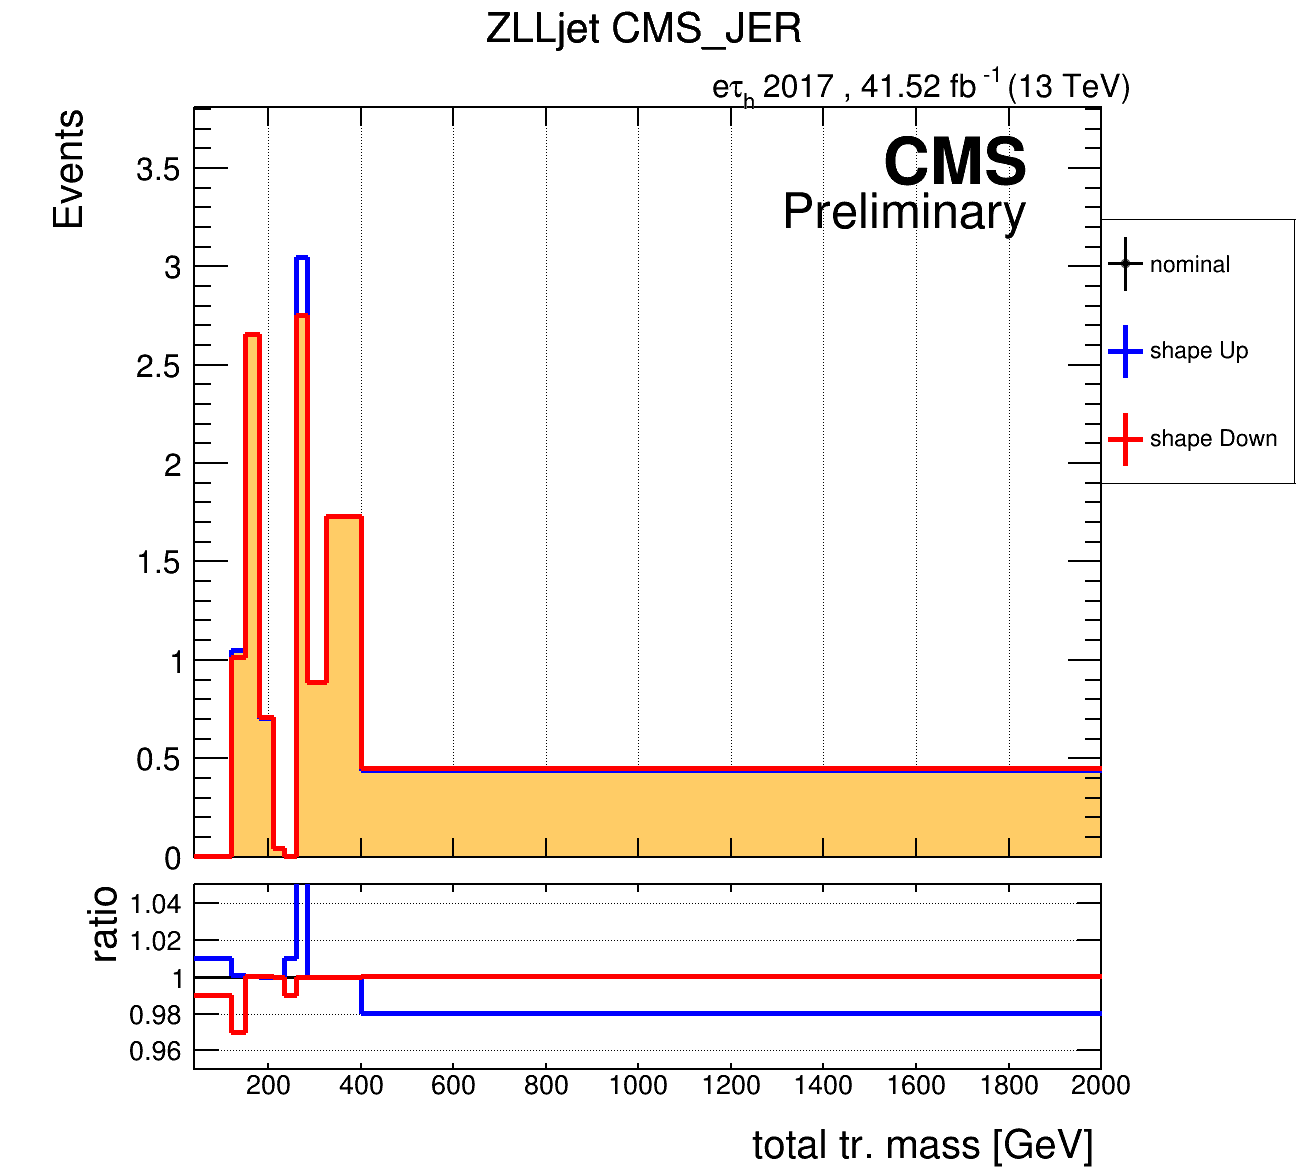 ZLLjet CMS_JER
eτh 2017 , 41.52 fb-1 (13 TeV)
Events
CMS
Preliminary
3.5
3
2.5
2
1.5
1
0.5
0
nominal
shape Up
shape Down
ratio
1.04
1.02
1
0.98
0.96
200 400 600 800 1000 1200 1400 1600 1800 2000
total tr. mass [GeV]